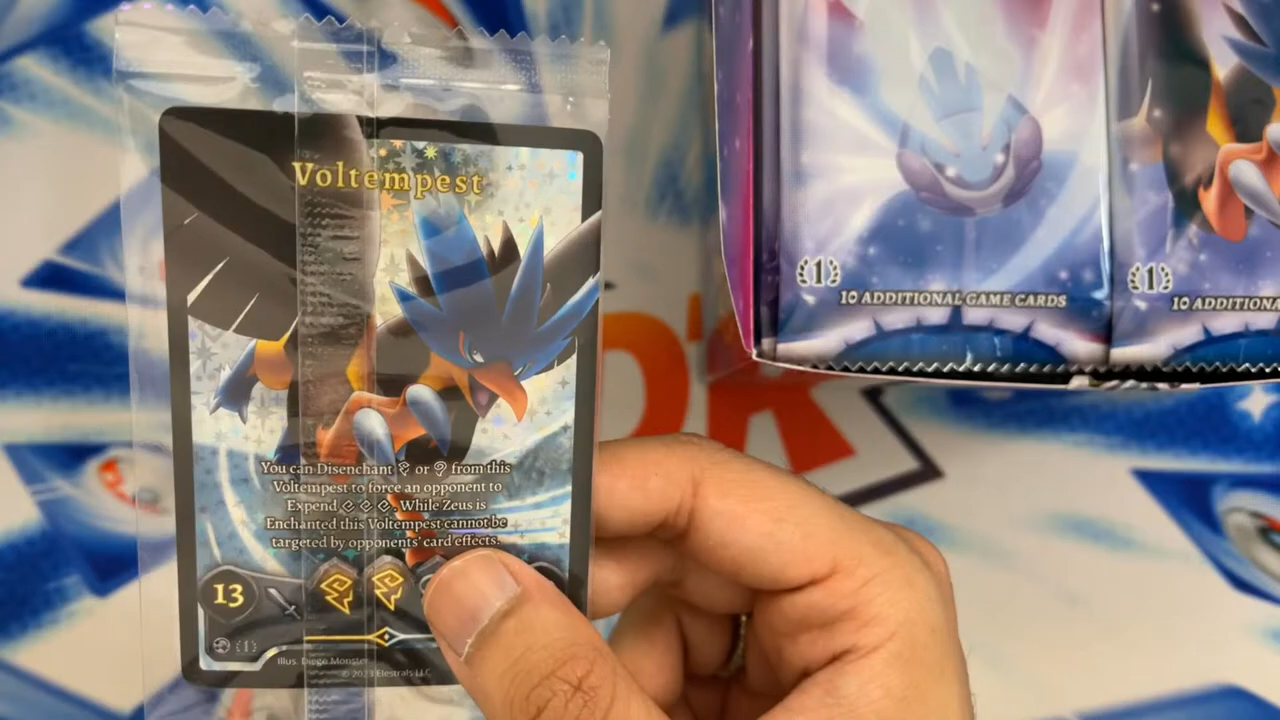 Voltempest
You can Disenchant or from this
Voltempest to force an opponent to
Expend . While Zeus is
Enchanted this Voltempest cannot be
targeted by opponents' card effects.
13
1
Illus. Diego Monster
© 2023 Elestrals LLC
1
10 ADDITIONAL GAME CARDS
1
10 ADDITIONA